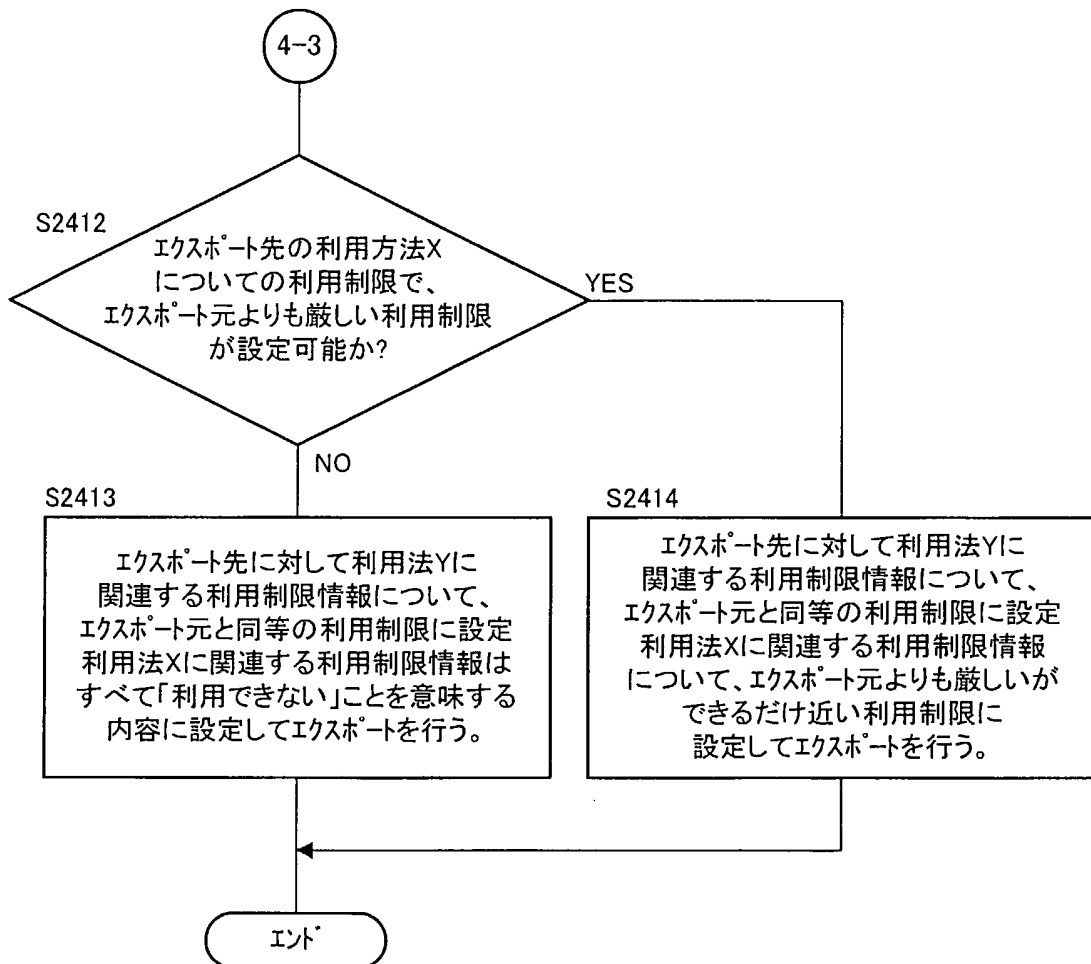 4-3
S2412
エクスポート先の利用方法X
についての利用制限で、
エクスポート元よりも厳しい利用制限
が設定可能か?
YES
NO
S2413
エクスポート先に対して利用法Yに
関連する利用制限情報について、
エクスポート元と同等の利用制限に設定
利用法Xに関連する利用制限情報は
すべて「利用できない」ことを意味する
内容に設定してエクスポートを行う。
S2414
エクスポート先に対して利用法Yに
関連する利用制限情報について、
エクスポート元と同等の利用制限に設定
利用法Xに関連する利用制限情報
について、エクスポート元よりも厳しいが
できるだけ近い利用制限に
設定してエクスポートを行う。
エンド